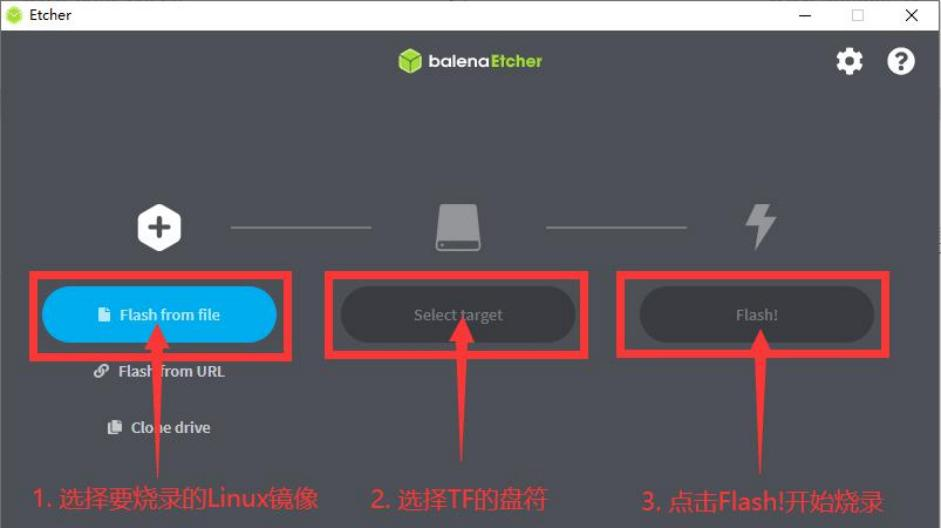 Etcher
balenaEtcher
Flash from file
Select target
Flash!
Flash from URL
Clone drive
1. 选择要烧录的Linux镜像
2. 选择TF的盘符
3. 点击Flash!开始烧录